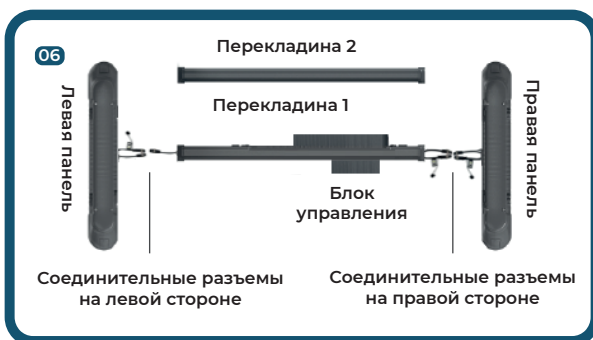 06
Перекладина 2
Левая панель
Перекладина 1
Правая панель
Блок
управления
Соединительные разъемы
на левой стороне
Соединительные разъемы
на правой стороне